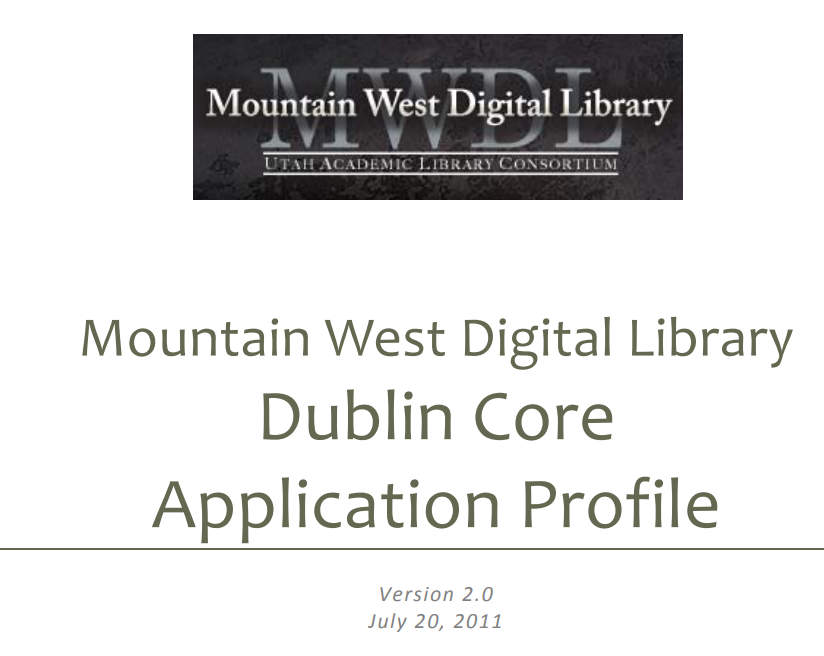 MWDL
Mountain West Digital Library
UTAH ACADEMIC LIBRARY CONSORTIUM
Mountain West Digital Library
Dublin Core
Application Profile
Version 2.0
July 20, 2011